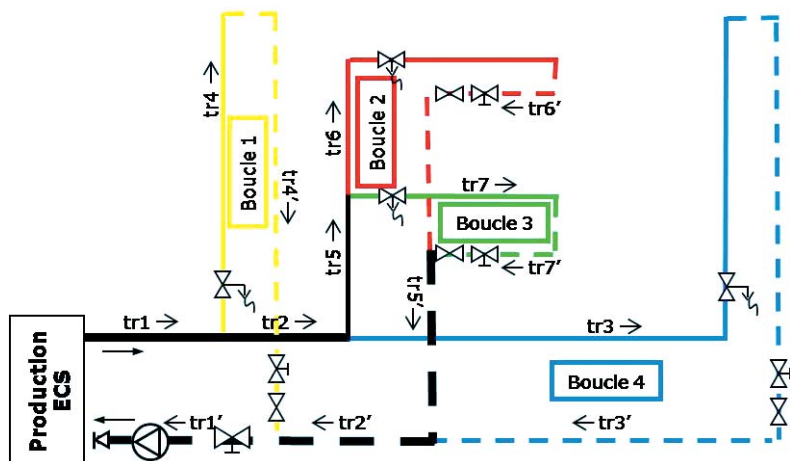 tr4
Boucle 1
tr4'
tr6
Boucle 2
tr6'
tr7
Boucle 3
tr7'
tr5
tr5'
tr1
tr2
tr3
Production
ECS
Boucle 4
tr1'
tr2'
tr3'